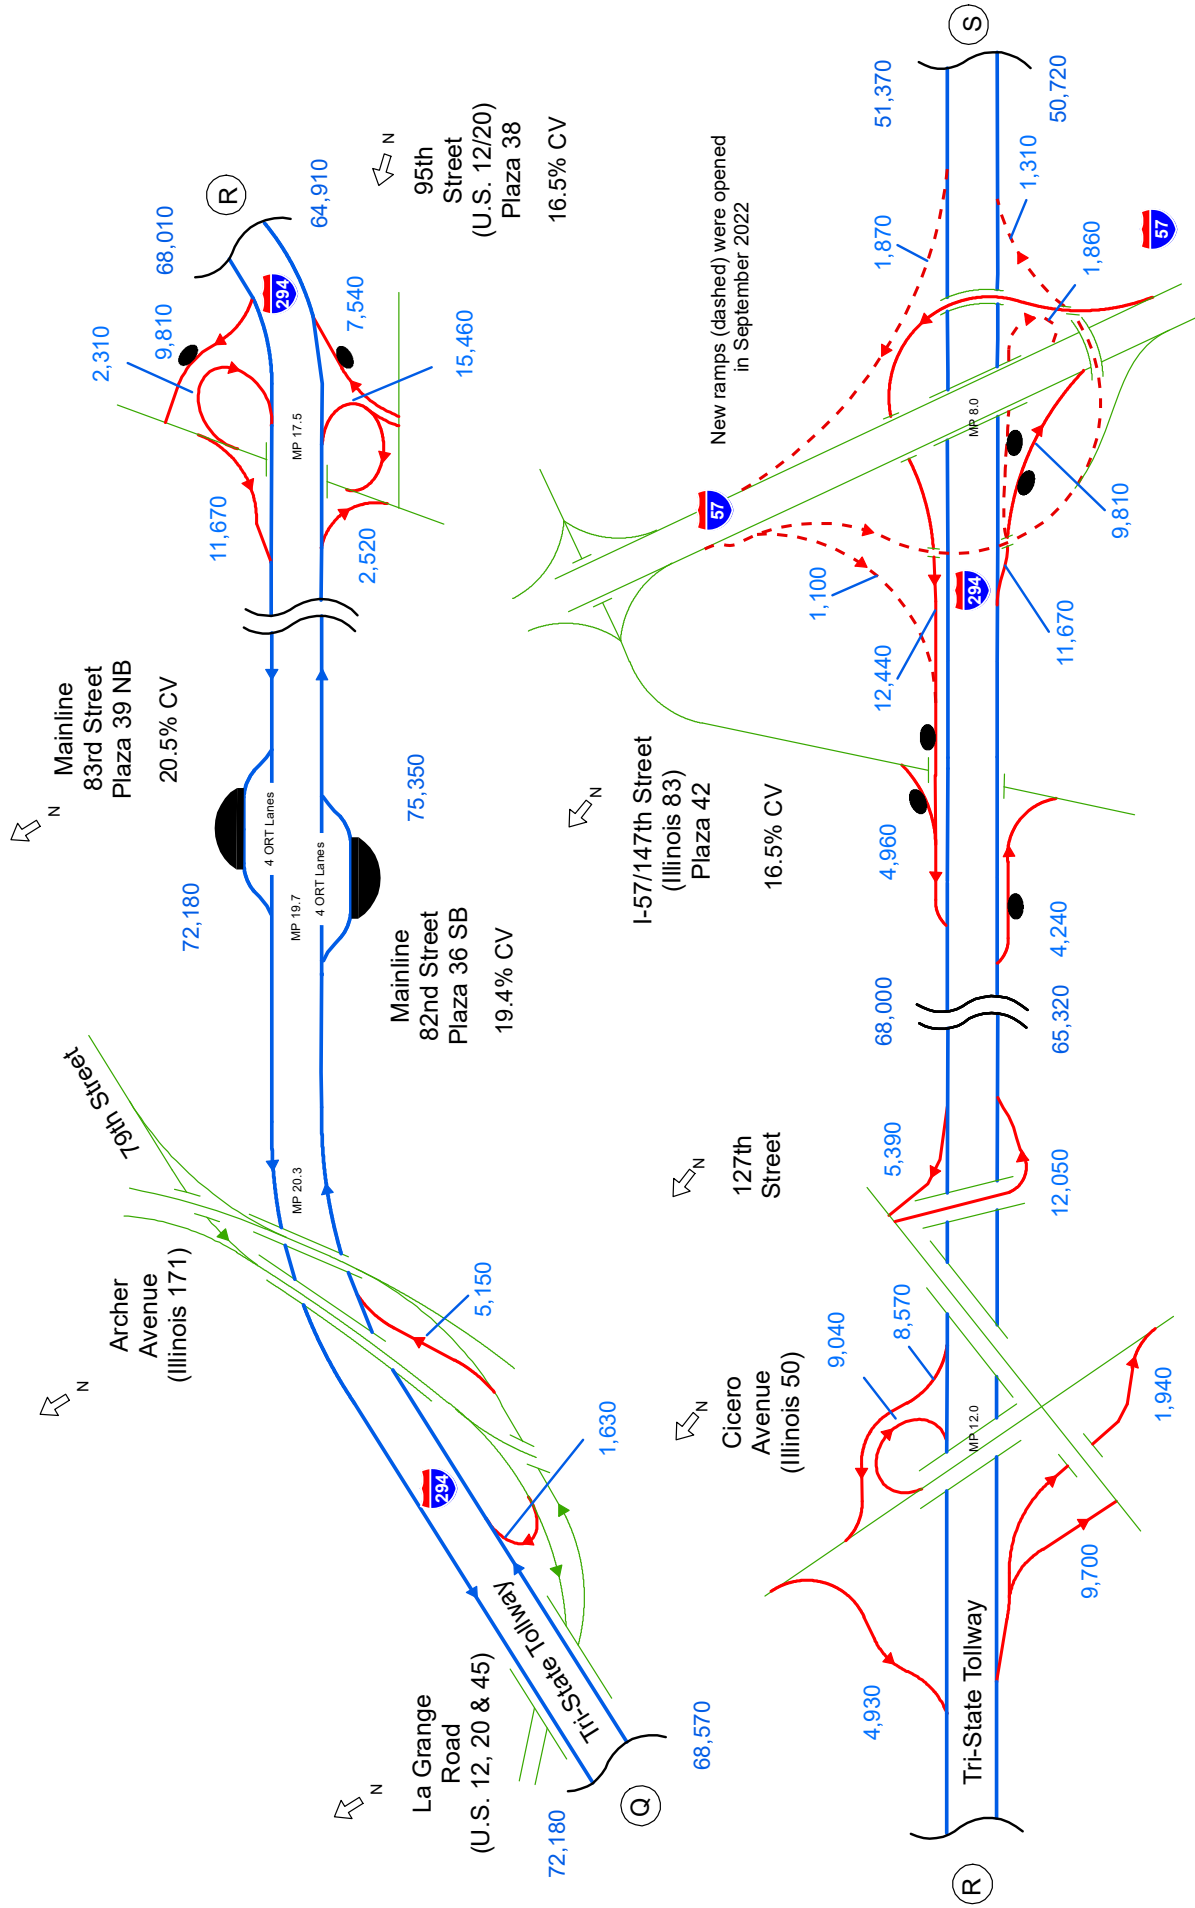 La Grange
Road
(U.S. 12, 20 & 45)
N
72,180
Q
68,570
Tri-State Tollway
294
1,630
5,150
Archer
Avenue
(Illinois 171)
N
79th Street
MP 20.3
Mainline
83rd Street
Plaza 39 NB
20.5% CV
N
72,180
4 ORT Lanes
MP 19.7
4 ORT Lanes
75,350
Mainline
82nd Street
Plaza 36 SB
19.4% CV
11,670
2,310
9,810
68,010
R
MP 17.5
294
2,520
15,460
7,540
64,910
95th
Street
(U.S. 12/20)
Plaza 38
16.5% CV
N
R
Tri-State Tollway
4,930
9,700
Cicero
Avenue
(Illinois 50)
N
9,040
8,570
MP 12.0
1,940
127th
Street
N
5,390
12,050
68,000
65,320
I-57/147th Street
(Illinois 83)
Plaza 42
16.5% CV
N
4,960
4,240
12,440
1,100
294
11,670
57
New ramps (dashed) were opened
in September 2022
MP 8.0
9,810
1,870
1,860
1,310
57
51,370
50,720
S